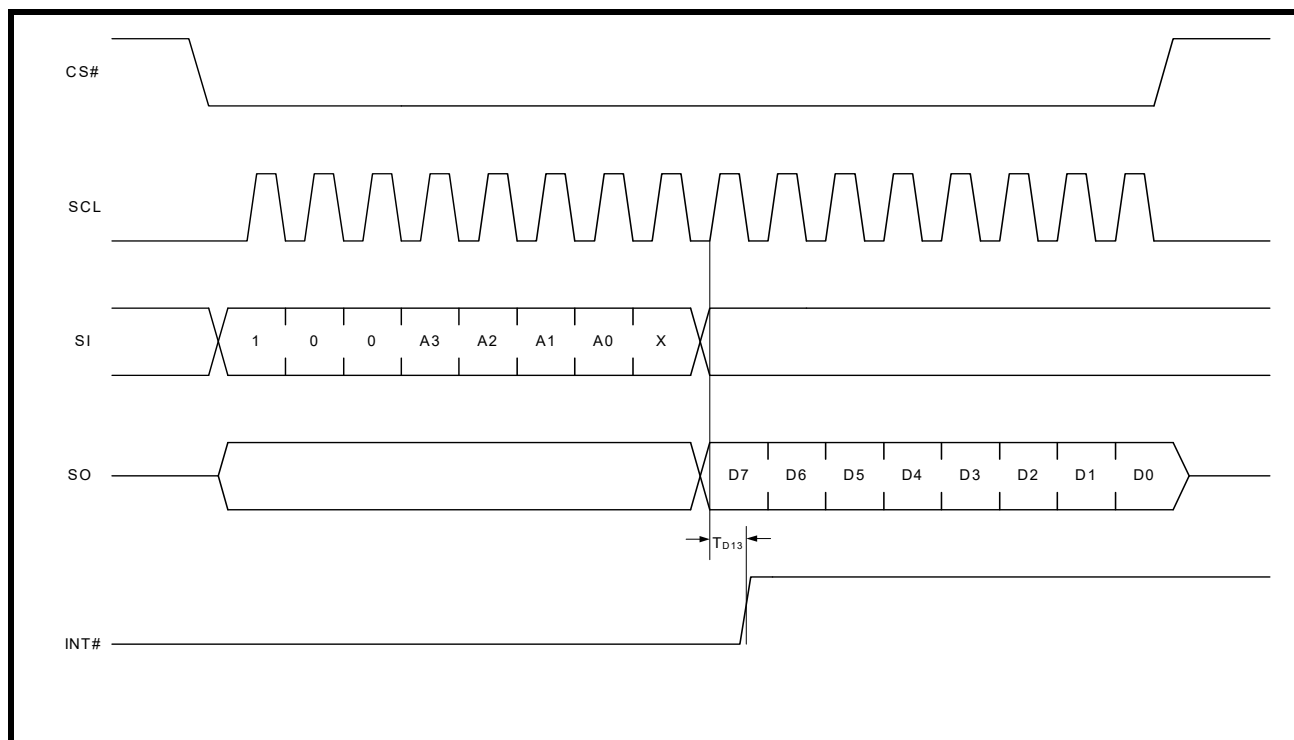 CS#
SCL
SI 1 0 0 A3 A2 A1 A0 X
SO D7 D6 D5 D4 D3 D2 D1 D0
TD13
INT#